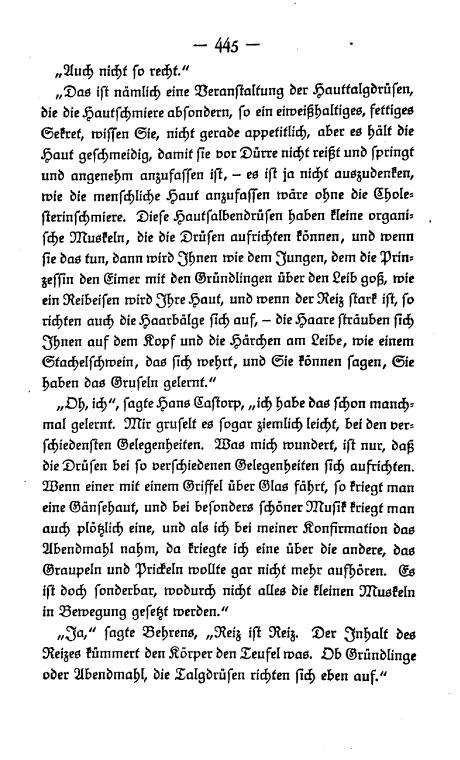 — 445 —
„Auch nicht so recht.“
„Das ist nämlich eine Veranstaltung der Hauttalgdrüsen,
die die Hautschmiere absondern, so ein eiweißhaltiges, fettiges
Sekret, wissen Sie, nicht gerade appetitlich, aber es hält die
Haut geschmeidig, damit sie vor Dürre nicht reißt und springt
und angenehm anzufassen ist, – es ist ja nicht auszudenken,
wie die menschliche Haut anzufassen wäre ohne die Chole-
sterinschmiere. Diese Hautsalbendrüsen haben kleine organi-
sche Muskeln, die die Drüsen aufrichten können, und wenn
sie das tun, dann wird Ihnen wie dem Jungen, dem die Prin-
zessin den Eimer mit den Gründlingen über den Leib goß, wie
ein Reibeisen wird Ihre Haut, und wenn der Reiz stark ist, so
richten auch die Haarbälge sich auf, – die Haare sträuben sich
Ihnen auf dem Kopf und die Härchen am Leibe, wie einem
Stachelschwein, das sich wehrt, und Sie können sagen, Sie
haben das Gruseln gelernt.“
„Oh, ich“, sagte Hans Castorp, „ich habe das schon manch-
mal gelernt. Mir gruselt es sogar ziemlich leicht, bei den ver-
schiedensten Gelegenheiten. Was mich wundert, ist nur, daß
die Drüsen bei so verschiedenen Gelegenheiten sich aufrichten.
Wenn einer mit einem Griffel über Glas fährt, so kriegt man
eine Gänsehaut, und bei besonders schöner Musik kriegt man
auch plötzlich eine, und als ich bei meiner Konfirmation das
Abendmahl nahm, da kriegte ich eine über die andere, das
Graupeln und Prickeln wollte gar nicht mehr aufhören. Es
ist doch sonderbar, wodurch nicht alles die kleinen Muskeln
in Bewegung gesetzt werden.“
„Ja,“ sagte Behrens, „Reiz ist Reiz. Der Inhalt des
Reizes kümmert den Körper den Teufel was. Ob Gründlinge
oder Abendmahl, die Talgdrüsen richten sich eben auf.“